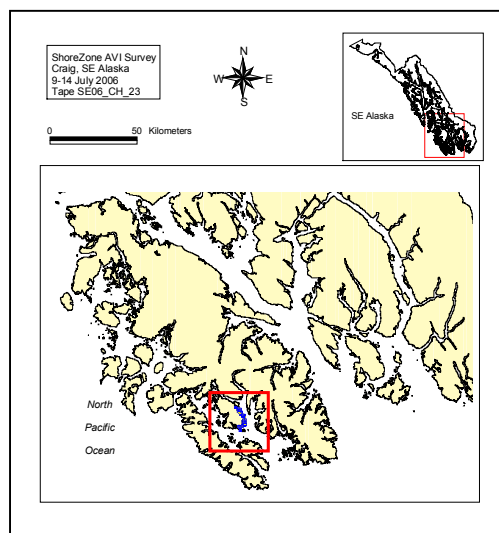 ShoreZone AVI Survey
Craig, SE Alaska
9-14 July 2006
Tape SE06_CH_23
N
W E
S
0 50 Kilometers
SE Alaska
North
Pacific
Ocean